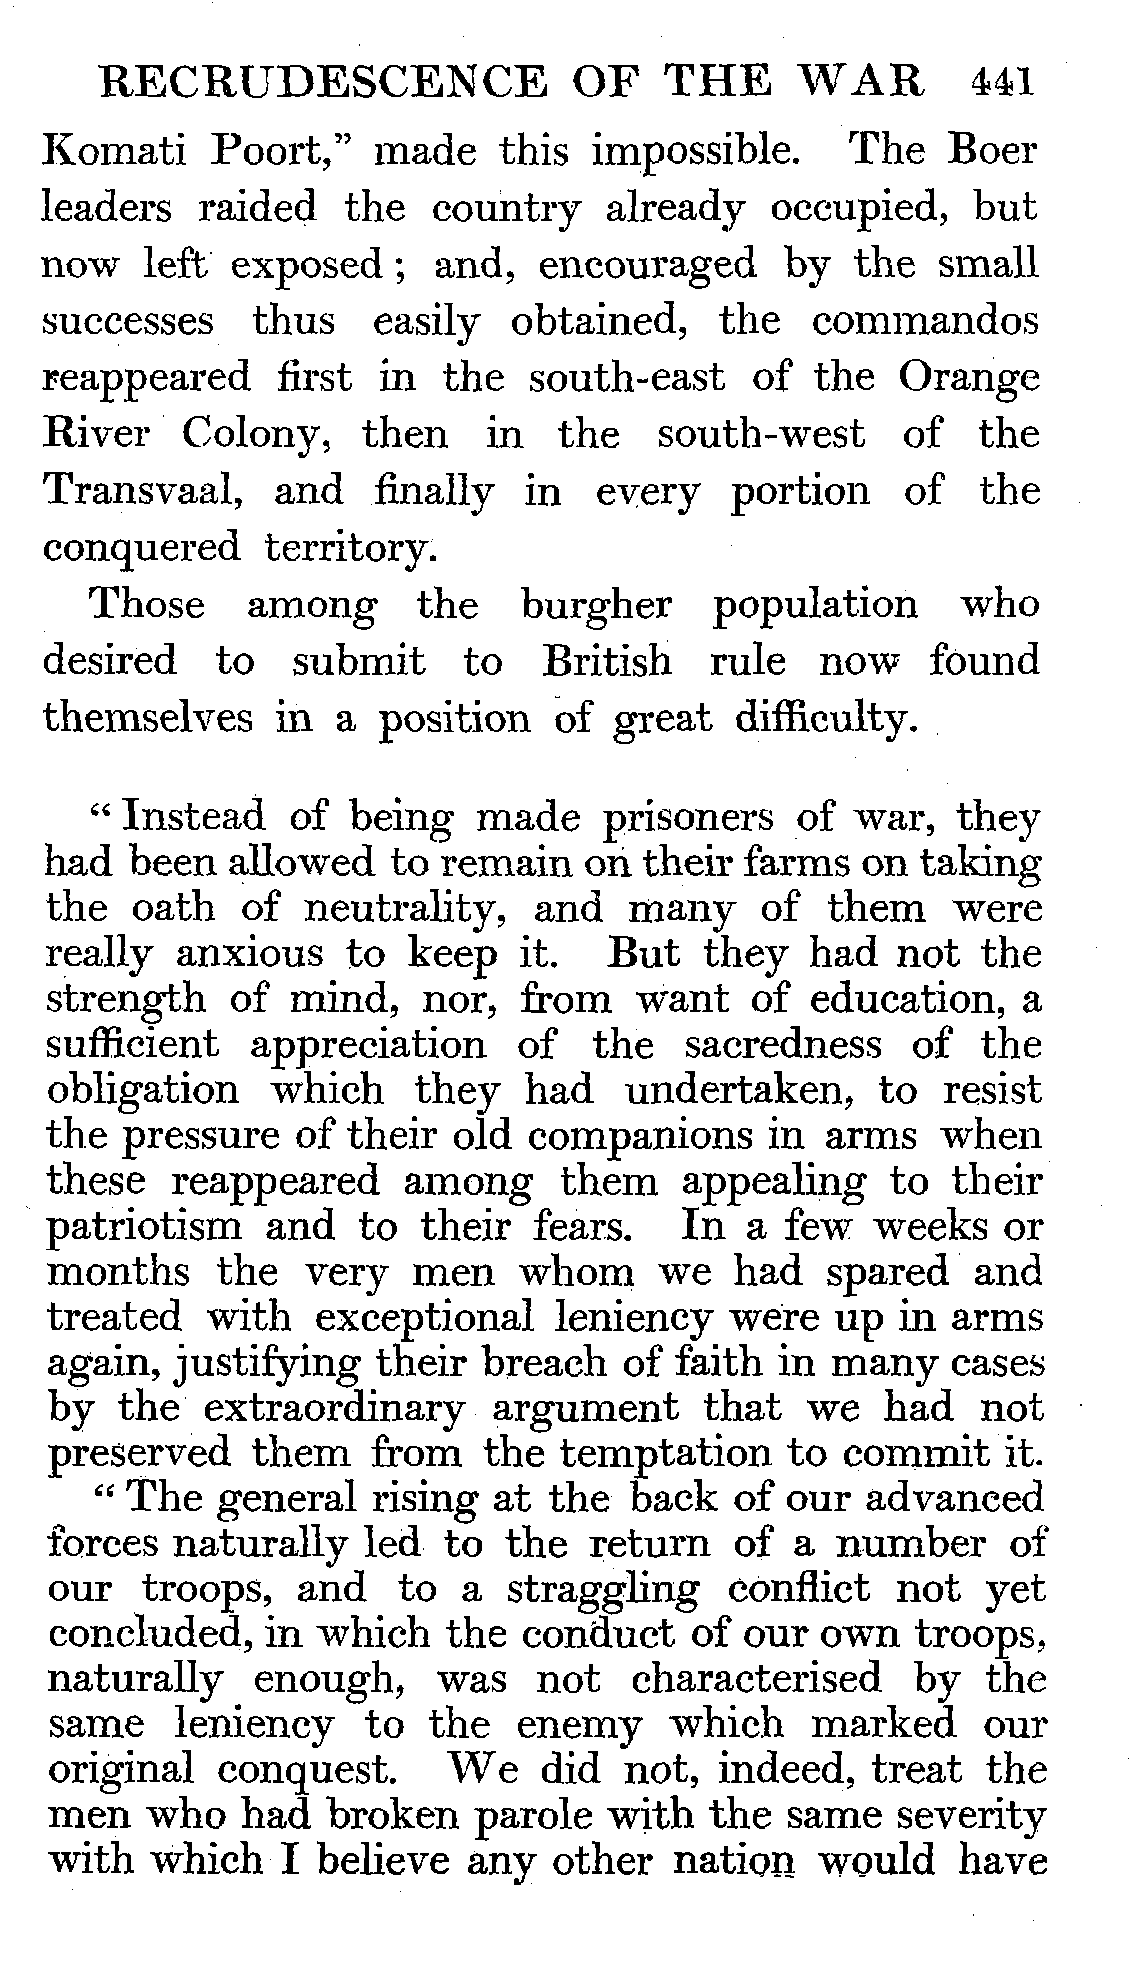 RECRUDESCENCE OF THE WAR 441
Komati Poort,” made this impossible. The Boer
leaders raided the country already occupied, but
now left exposed ; and, encouraged by the small
successes thus easily obtained, the commandos
reappeared first in the south-east of the Orange
River Colony, then in the south-west of the
Transvaal, and finally in every portion of the
conquered territory.
Those among the burgher population who
desired to submit to British rule now found
themselves in a position of great difficulty.
“ Instead of being made prisoners of war, they
had been allowed to remain on their farms on taking
the oath of neutrality, and many of them were
really anxious to keep it. But they had not the
strength of mind, nor, from want of education, a
sufficient appreciation of the sacredness of the
obligation which they had undertaken, to resist
the pressure of their old companions in arms when
these reappeared among them appealing to their
patriotism and to their fears. In a few weeks or
months the very men whom we had spared and
treated with exceptional leniency were up in arms
again, justifying their breach of faith in many cases
by the extraordinary argument that we had not
preserved them from the temptation to commit it.
“ The general rising at the back of our advanced
forces naturally led to the return of a number of
our troops, and to a straggling conflict not yet
concluded, in which the conduct of our own troops,
naturally enough, was not characterised by the
same leniency to the enemy which marked our
original conquest. We did not, indeed, treat the
men who had broken parole with the same severity
with which I believe any other nation would have